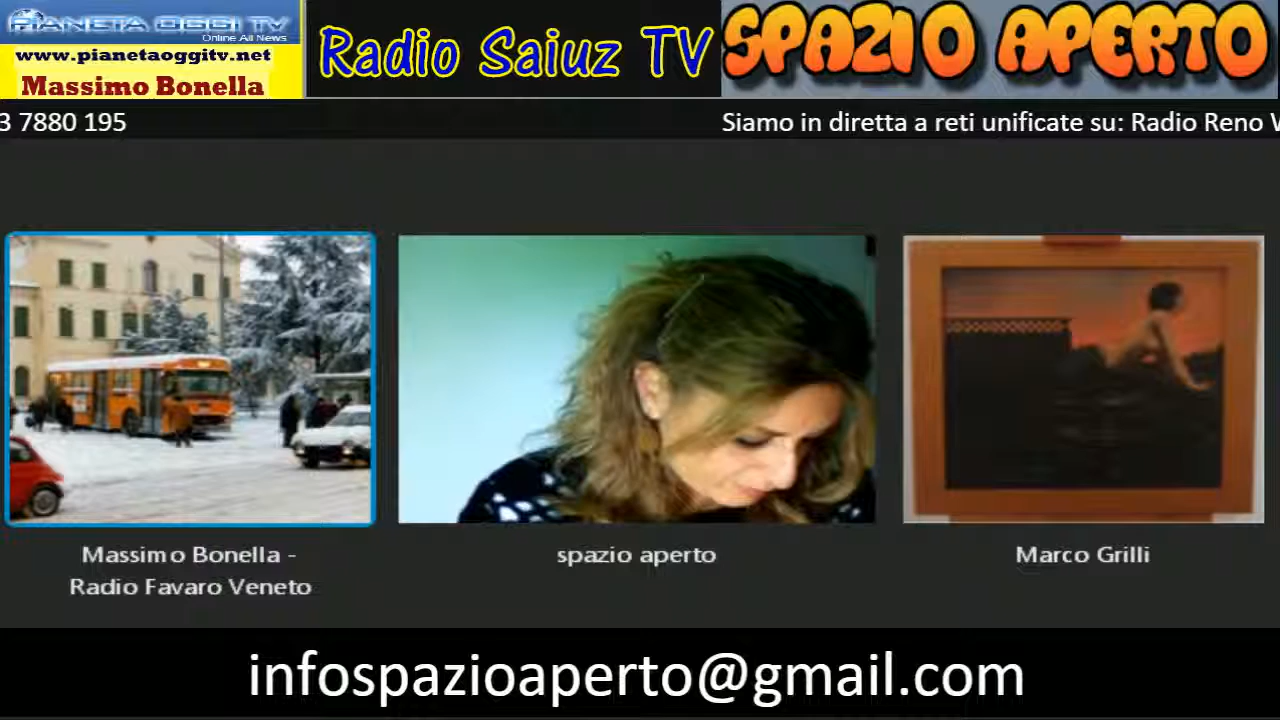 PIANETA OGGI TV
Online All News
www.pianetaoggitv.net
Massimo Bonella
Radio Saiuz TV
SPAZIO APERTO
3 7880 195
Siamo in diretta a reti unificate su: Radio Reno
Massimo Bonella -
Radio Favaro Veneto
spazio aperto
Marco Grilli
infospazioaperto@gmail.com